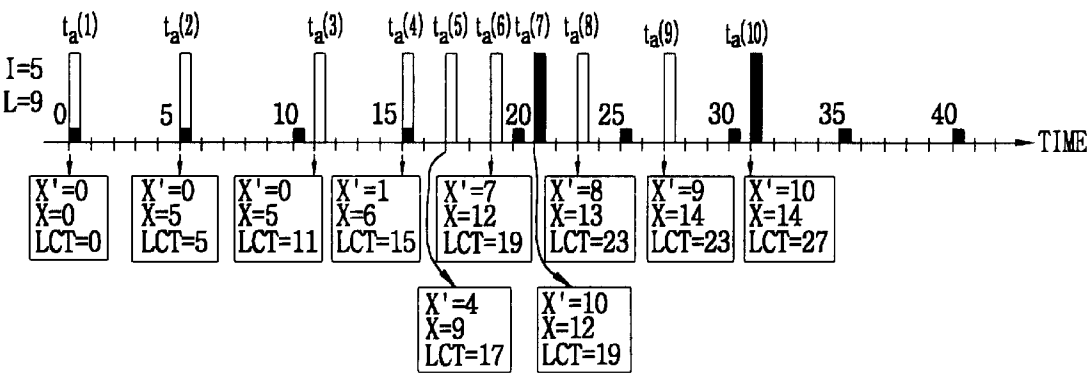 t_a(1) t_a(2) t_a(3) t_a(4) t_a(5) t_a(6) t_a(7) t_a(8) t_a(9) t_a(10)
I=5
L=9
0 5 10 15 20 25 30 35 40
TIME
X'=0
X=0
LCT=0
X'=0
X=5
LCT=5
X'=0
X=5
LCT=11
X'=1
X=6
LCT=15
X'=7
X=12
LCT=19
X'=8
X=13
LCT=23
X'=9
X=14
LCT=23
X'=10
X=14
LCT=27
X'=4
X=9
LCT=17
X'=10
X=12
LCT=19